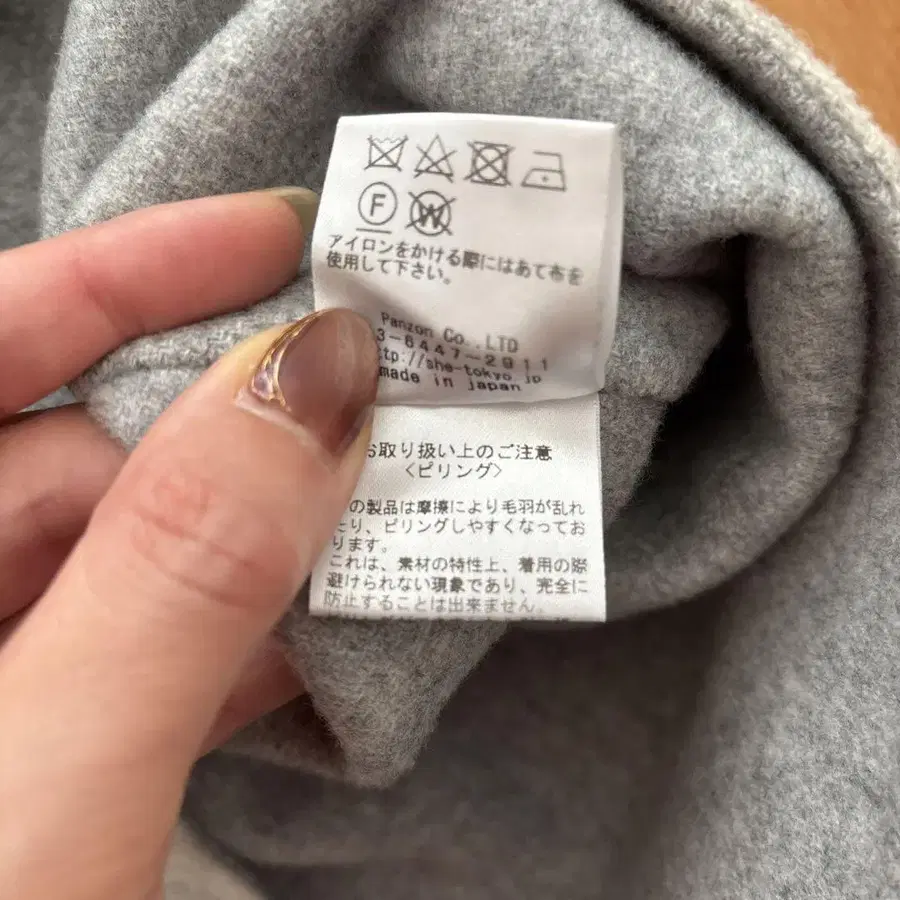 F W
アイロンをかける際にはあて布を
使用して下さい。
Panzon Co.,LTD
3-6447-2911
ttp://she-tokyo.jp
made in japan
お取り扱い上のご注意
<ピリング>
の製品は摩擦により毛羽が乱れ
たり、ピリングしやすくなってお
ります。
これは、素材の特性上、着用の際
避けられない現象であり、完全に
防止することは出来ません。